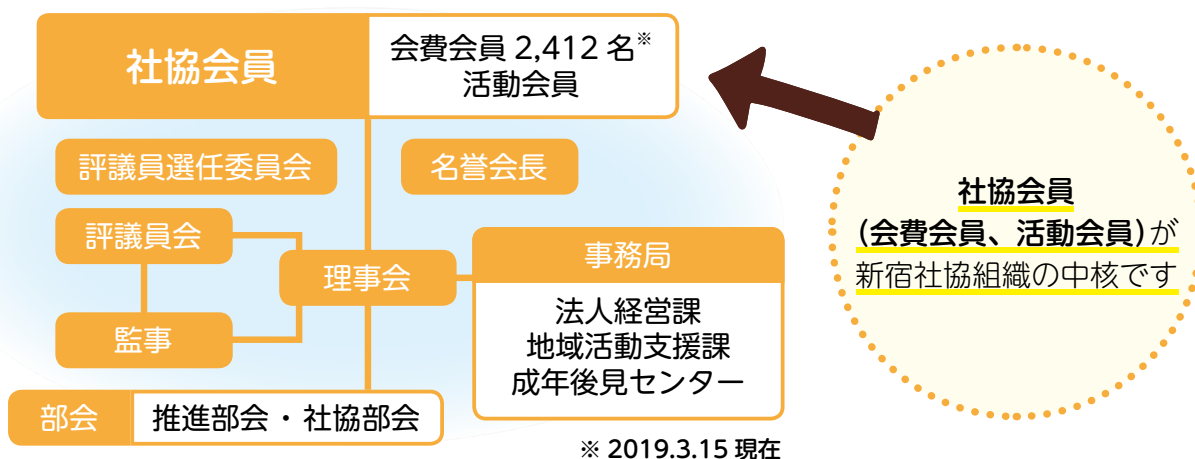 社協会員
会費会員 2,412 名※
活動会員
評議員選任委員会
名誉会長
評議員会
理事会
監事
事務局
法人経営課
地域活動支援課
成年後見センター
部会
推進部会・社協部会
※ 2019.3.15 現在
社協会員
(会費会員、活動会員)が
新宿社協組織の中核です